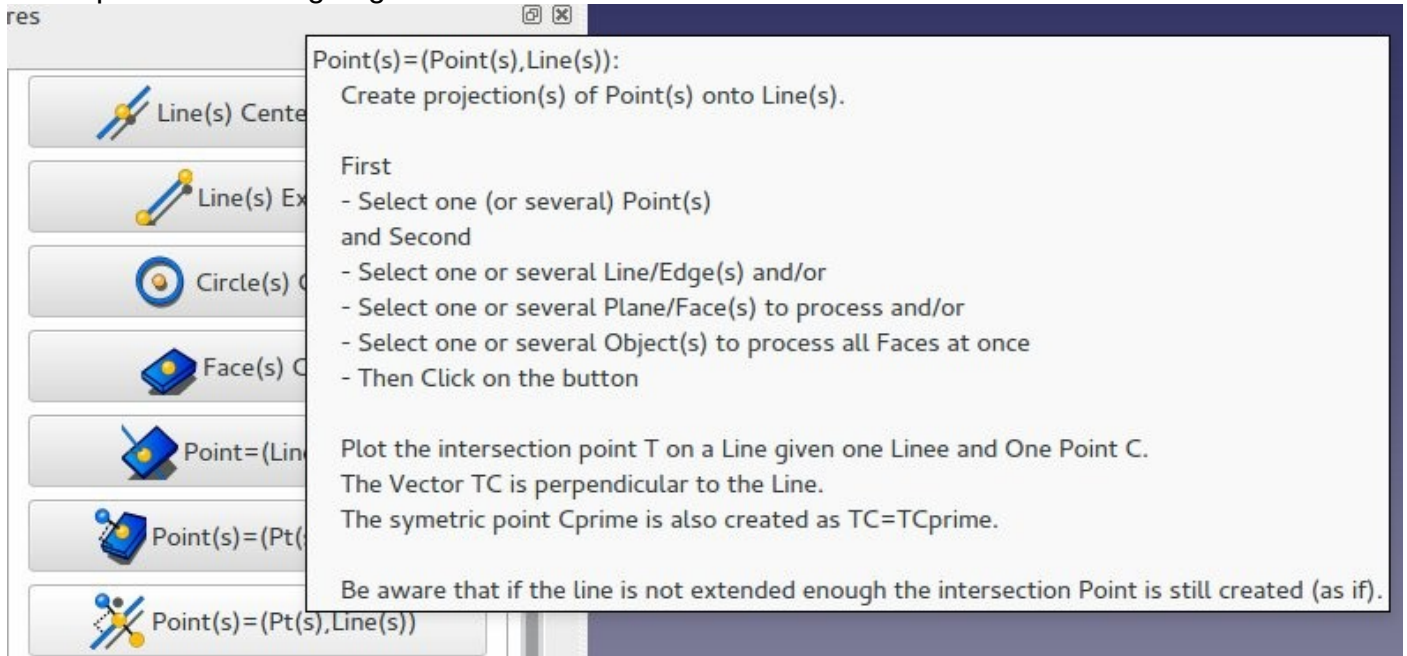 res
Point(s)=(Point(s),Line(s)):
Create projection(s) of Point(s) onto Line(s).
First
- Select one (or several) Point(s)
and Second
- Select one or several Line/Edge(s) and/or
- Select one or several Plane/Face(s) to process and/or
- Select one or several Object(s) to process all Faces at once
- Then Click on the button
Plot the intersection point T on a Line given one Linee and One Point C.
The Vector TC is perpendicular to the Line.
The symetric point Cprime is also created as TC=TCprime.
Be aware that if the line is not extended enough the intersection Point is still created (as if).
Line(s) Cente
Line(s) Ex
Circle(s) C
Face(s) C
Point=(Line
Point(s)=(Pt(s
Point(s)=(Pt(s),Line(s))